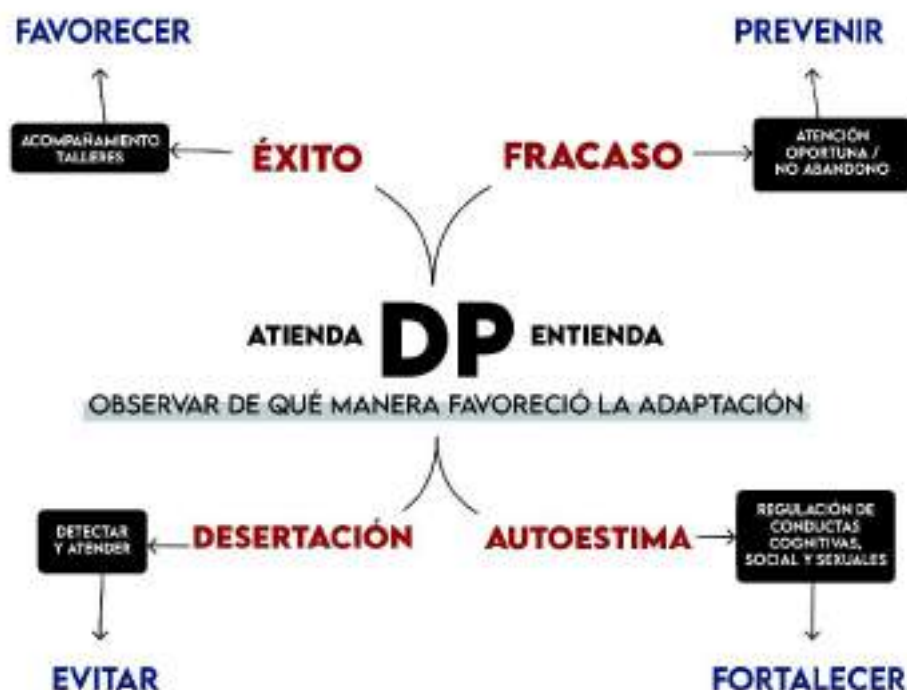 FAVORECER
PREVENIR
ACOMPAÑAMIENTO
TALLERES
ÉXITO
FRACASO
ATENCIÓN
OPORTUNA /
NO ABANDONO
ATIENDA DP ENTIENDA
OBSERVAR DE QUÉ MANERA FAVORECIÓ LA ADAPTACIÓN
DETECTAR
Y ATENDER
DESERTACIÓN
AUTOESTIMA
REGULACIÓN DE
CONDUCTAS
COGNITIVAS,
SOCIAL Y SEXUALES
EVITAR
FORTALECER